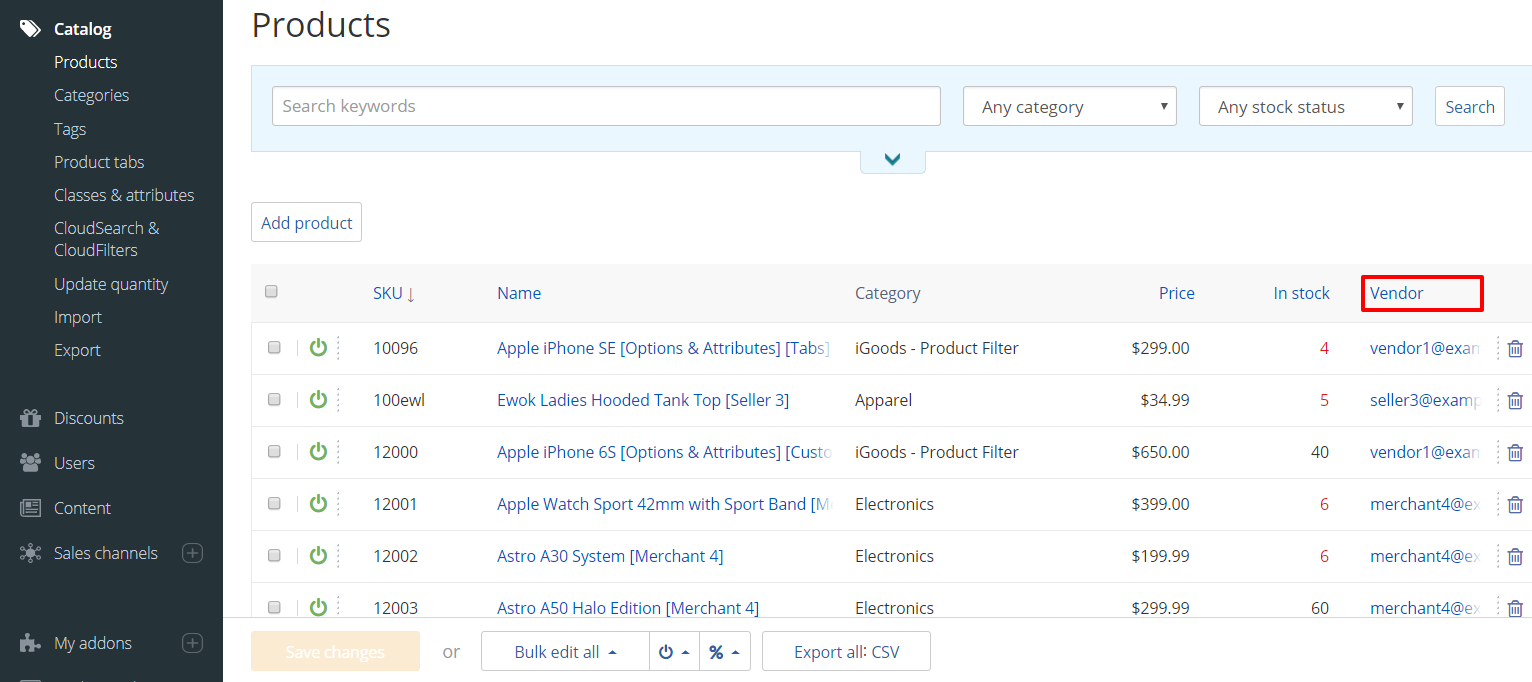 Catalog
Products
Categories
Tags
Product tabs
Classes & attributes
CloudSearch &
CloudFilters
Update quantity
Import
Export
Discounts
Users
Content
Sales channels
My addons
Products
Search keywords
Any category
Any stock status
Search
Add product
SKU ↓ Name Category Price In stock Vendor
10096 Apple iPhone SE [Options & Attributes] [Tabs] iGoods - Product Filter $299.00 4 vendor1@exan
100ewl Ewok Ladies Hooded Tank Top [Seller 3] Apparel $34.99 5 seller3@examp
12000 Apple iPhone 6S [Options & Attributes] [Custo iGoods - Product Filter $650.00 40 vendor1@exan
12001 Apple Watch Sport 42mm with Sport Band [M Electronics $399.00 6 merchant4@ex
12002 Astro A30 System [Merchant 4] Electronics $199.99 6 merchant4@ex
12003 Astro A50 Halo Edition [Merchant 4] Electronics $299.99 60 merchant4@ex
Save changes or Bulk edit all % Export all: CSV